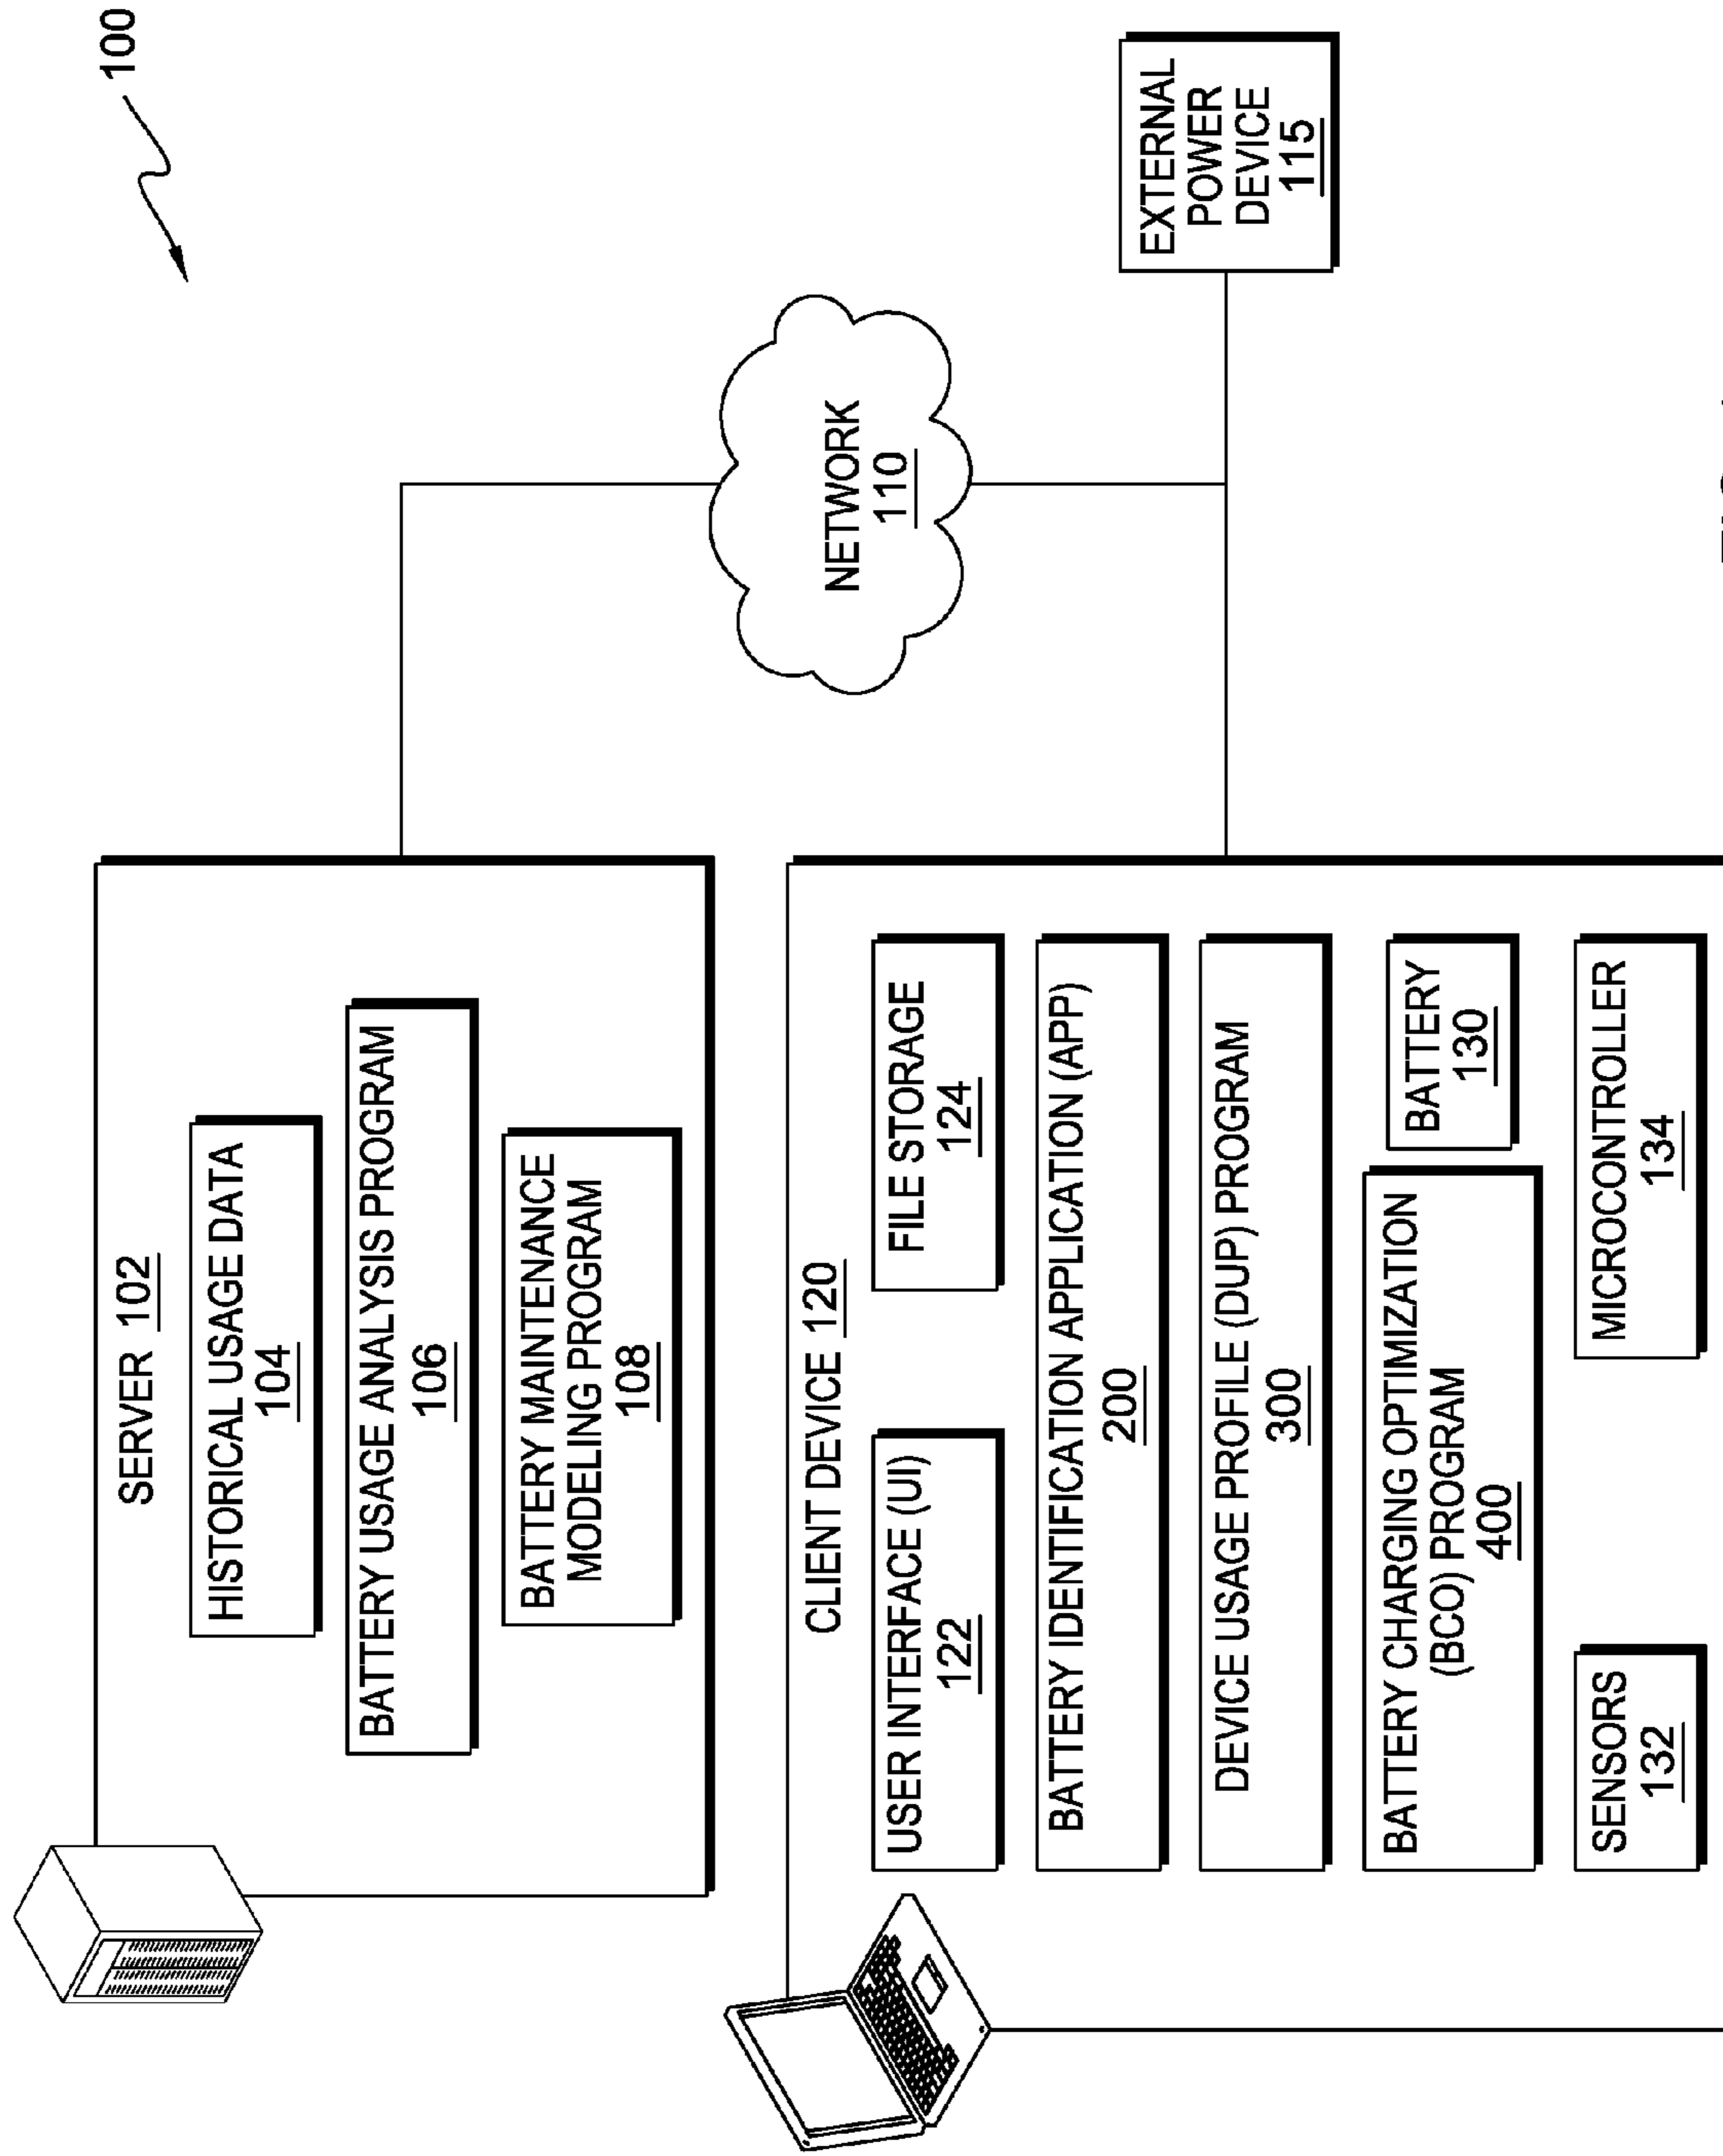 100
SERVER 102
HISTORICAL USAGE DATA
104
BATTERY USAGE ANALYSIS PROGRAM
106
BATTERY MAINTENANCE
MODELING PROGRAM
108
NETWORK
110
EXTERNAL
POWER
DEVICE
115
CLIENT DEVICE 120
USER INTERFACE (UI)
122
FILE STORAGE
124
BATTERY IDENTIFICATION APPLICATION (APP)
200
DEVICE USAGE PROFILE (DUP) PROGRAM
300
BATTERY CHARGING OPTIMIZATION
(BCO) PROGRAM
400
BATTERY
130
SENSORS
132
MICROCONTROLLER
134